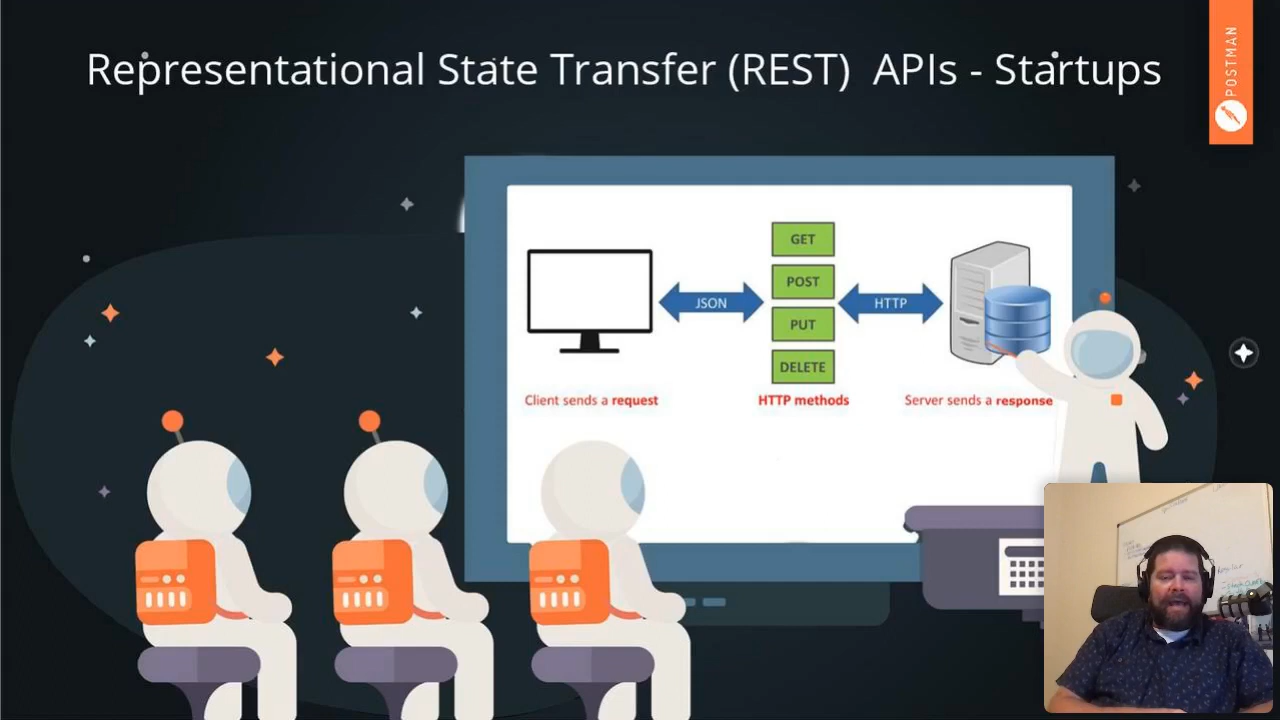 Representational State Transfer (REST)  APIs - Startups
POSTMAN
GET
POST
PUT
DELETE
JSON
HTTP
Client sends a request
HTTP methods
Server sends a response